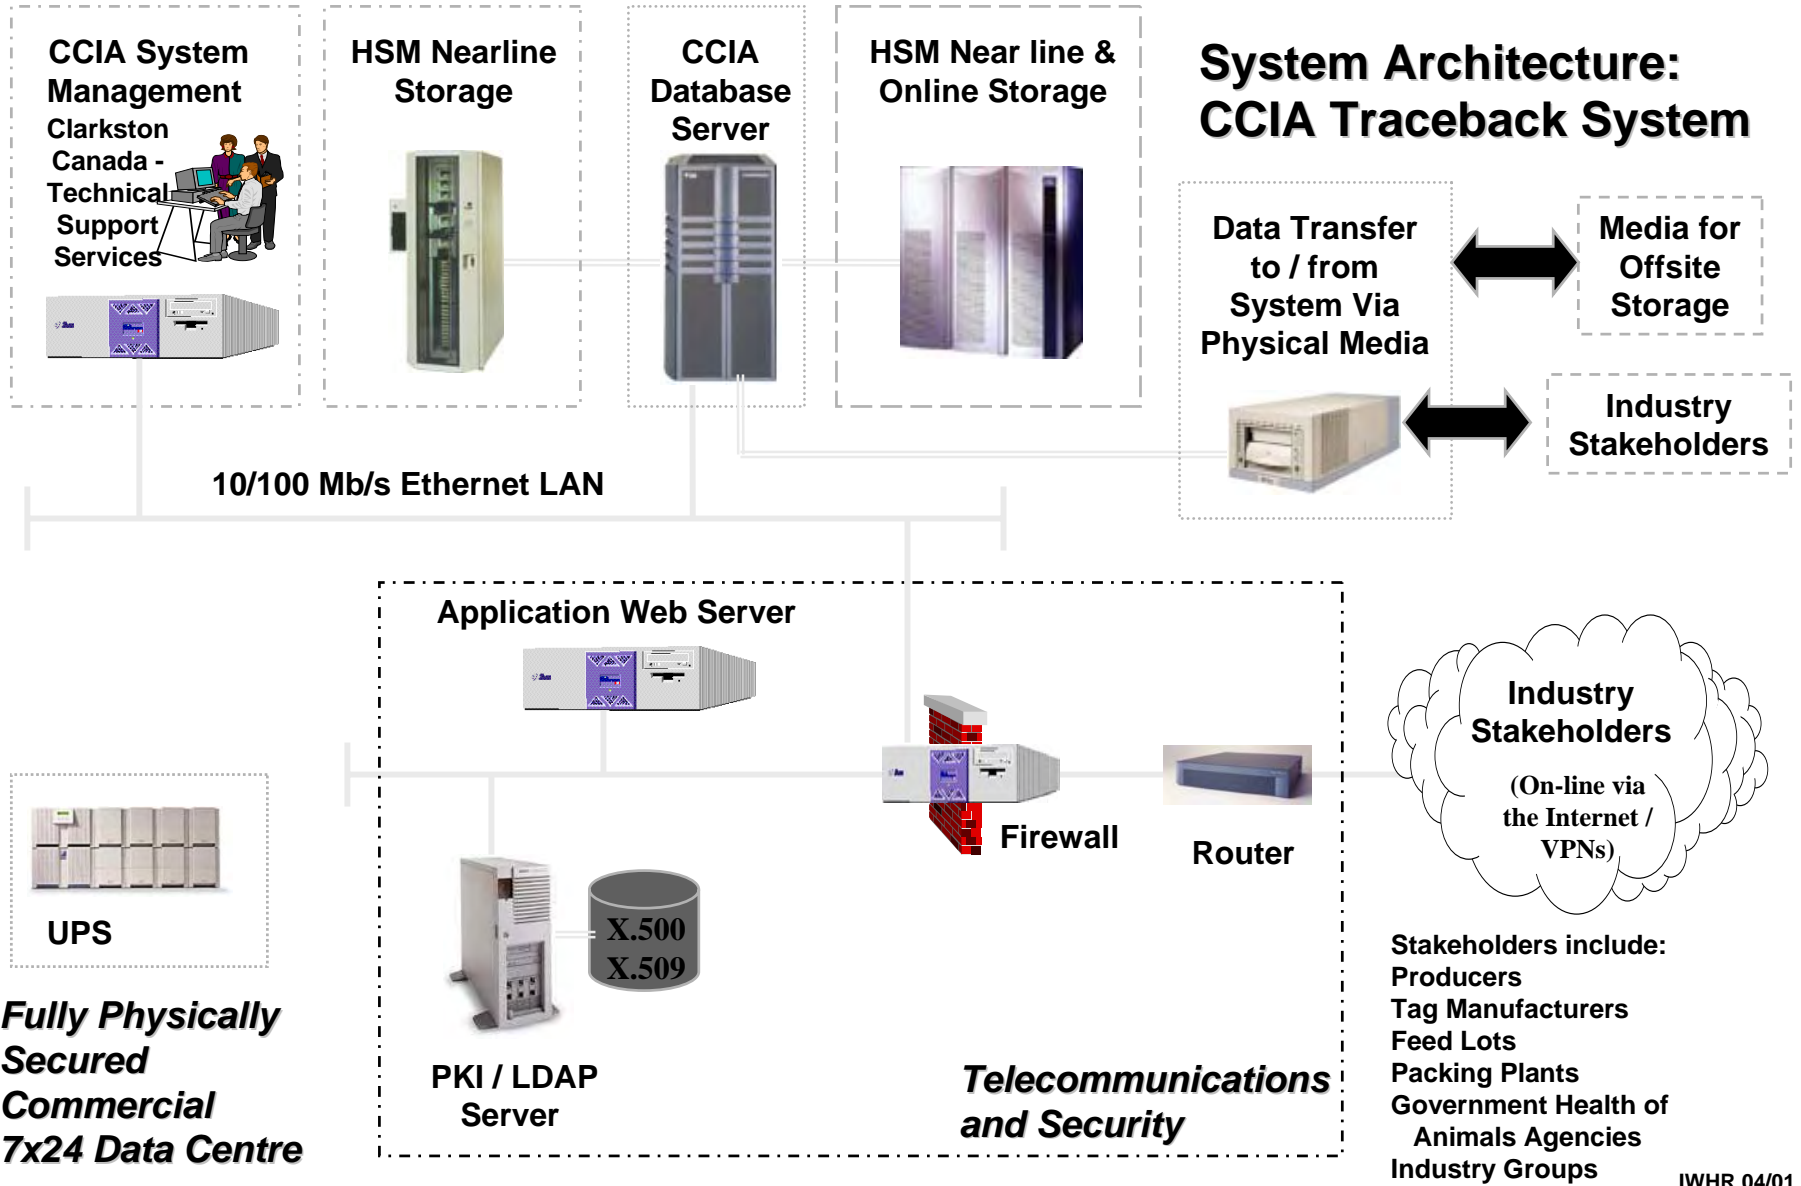 CCIA System
Management
Clarkston
Canada -
Technical
Support
Services
HSM Nearline
Storage
CCIA
Database
Server
HSM Near line &
Online Storage
System Architecture:
CCIA Traceback System
Data Transfer
to / from
System Via
Physical Media
Media for
Offsite
Storage
Industry
Stakeholders
10/100 Mb/s Ethernet LAN
Application Web Server
Firewall
Router
Industry
Stakeholders
(On-line via
the Internet /
VPNs)
UPS
X.500
X.509
PKI / LDAP
Server
Telecommunications
and Security
Fully Physically
Secured
Commercial
7x24 Data Centre
Stakeholders include:
Producers
Tag Manufacturers
Feed Lots
Packing Plants
Government Health of
Animals Agencies
Industry Groups
IWHR 04/01